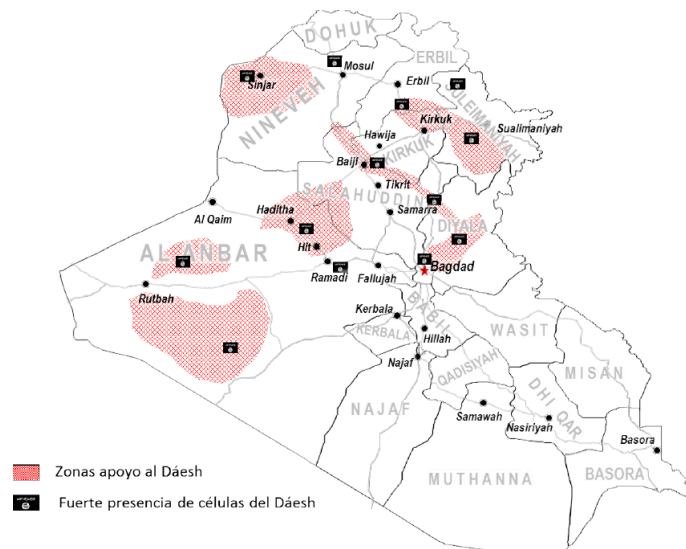 DOHUK
ERBIL
Mosul
Sinjar
Erbil
NINEVEH
SULEIMANIYAH
Kirkuk
Sualimaniyah
Hawija
KIRKUK
Baiji
Tikrit
SALAHUDDIN
Al Qaim
Haditha
Samarra
DIYALA
AL ANBAR
Hit
Bagdad
Ramadi
Fallujah
Rutbah
Kerbala
BABIL
WASIT
KERBALA
Hillah
MISAN
Najaf
QADISIYAH
DHI QAR
NAJAF
Samawah
Nasiriyah
Basora
Zonas apoyo al Dáesh
MUTHANNA
BASORA
Fuerte presencia de células del Dáesh